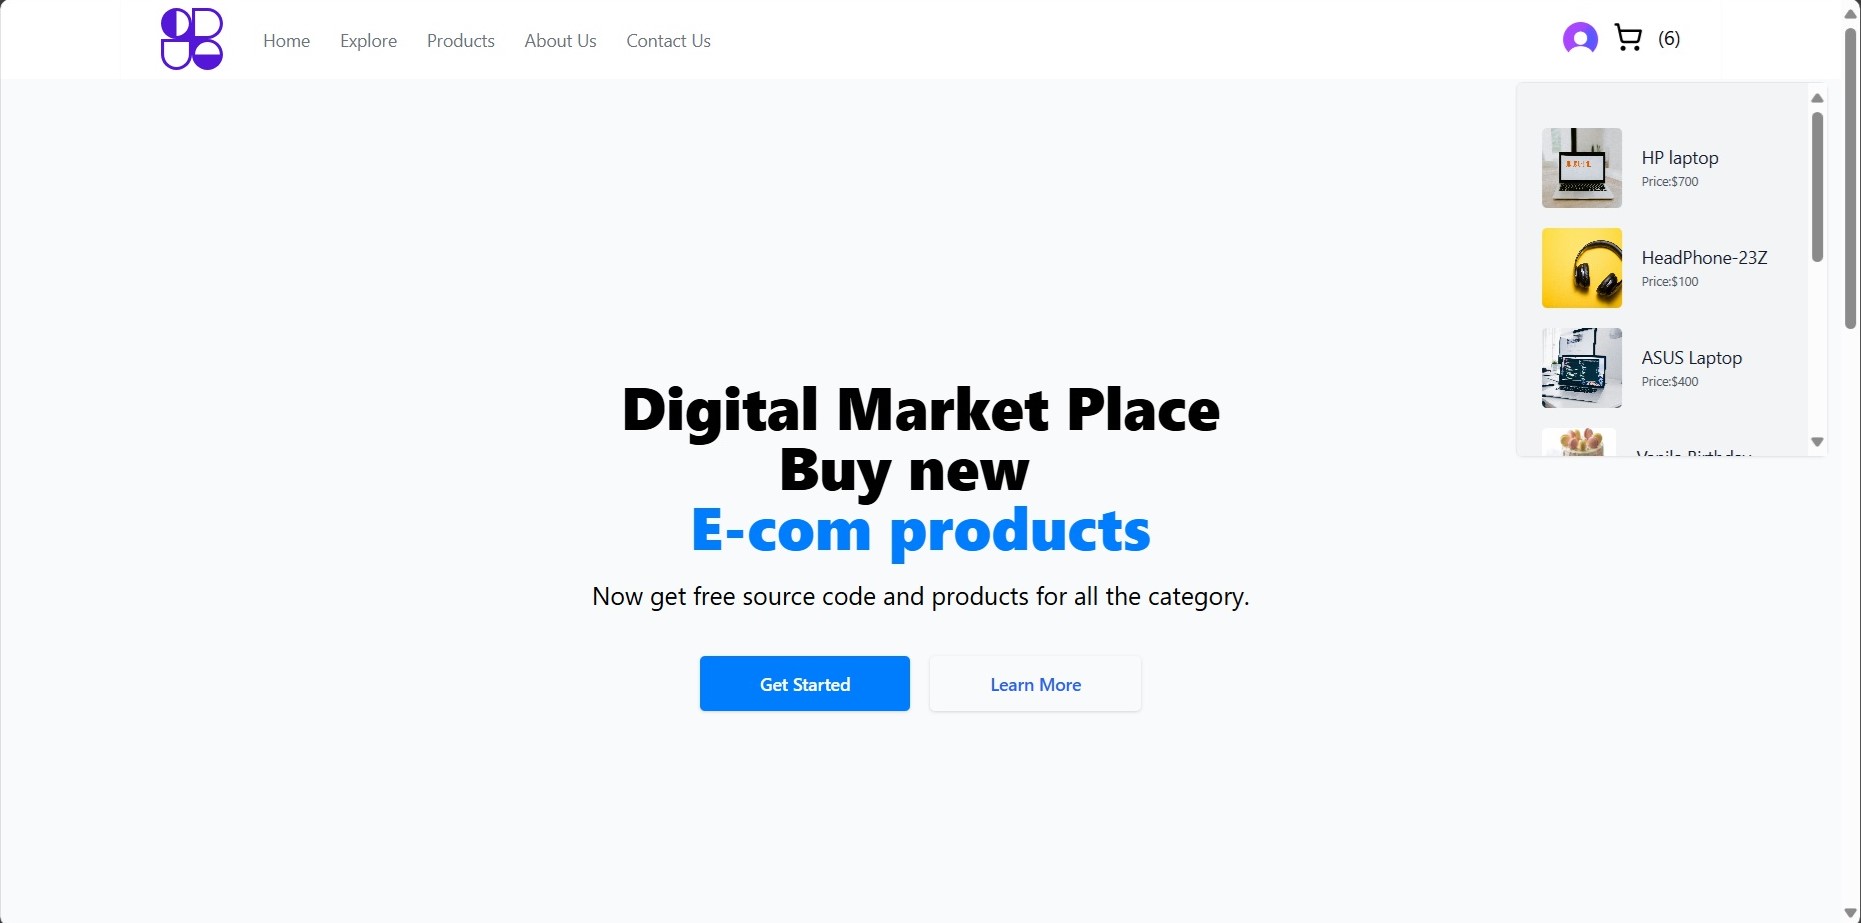 Home Explore Products About Us Contact Us (6)
HP laptop
Price:$700
HeadPhone-23Z
Price:$100
ASUS Laptop
Price:$400
Vanila Birthday
Digital Market Place
Buy new
E-com products
Now get free source code and products for all the category.
Get Started Learn More